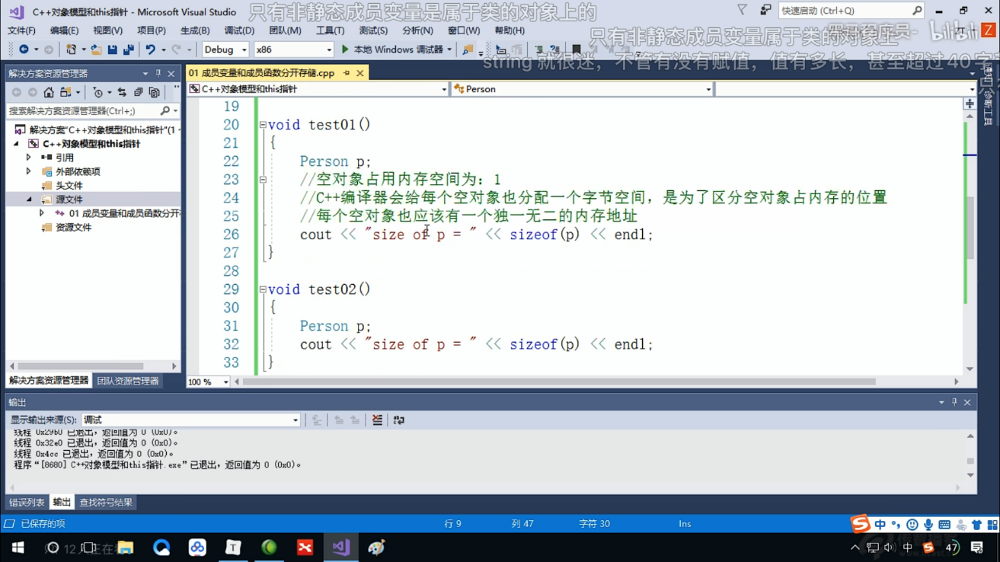 C++对象模型和this指针 - Microsoft Visual Studio
只有非静态成员变量是属于类的对象上的
快速启动 (Ctrl+Q)
文件(F) 编辑(E) 视图(V) 项目(P) 生成(B) 调试(D) 团队(M) 工具(T) 测试(S) 分析(N) 窗口(W) 帮助(H)
只有非静态成员变量属于类的对象上
bilibili
Debug x86 本地 Windows 调试器
string 就很迷，不管有没有赋值，值有多长，甚至超过40字
解决方案资源管理器
01 成员变量和成员函数分开存储.cpp
C++对象模型和this指针 Person
搜索解决方案资源管理器(Ctrl+;)
解决方案"C++对象模型和this指针"(1
C++对象模型和this指针
引用
外部依赖项
头文件
源文件
01 成员变量和成员函数分开
资源文件
19
20 void test01()
21 {
22 Person p;
23 //空对象占用内存空间为：1
24 //C++编译器会给每个空对象也分配一个字节空间，是为了区分空对象占内存的位置
25 //每个空对象也应该有一个独一无二的内存地址
26 cout << "size of p = " << sizeof(p) << endl;
27 }
28
29 void test02()
30 {
31 Person p;
32 cout << "size of p = " << sizeof(p) << endl;
33 }
诊断工具
解决方案资源管理器 团队资源管理器
100 %
输出
显示输出来源(S): 调试
线程 0x29b0 已退出，返回值为 0 (0x0)。
线程 0x32e0 已退出，返回值为 0 (0x0)。
线程 0x4cc 已退出，返回值为 0 (0x0)。
程序“[8680] C++对象模型和this指针.exe”已退出，返回值为 0 (0x0)。
错误列表 输出 查找符号结果
已保存的项 行 9 列 47 字符 30 Ins
中
中 47